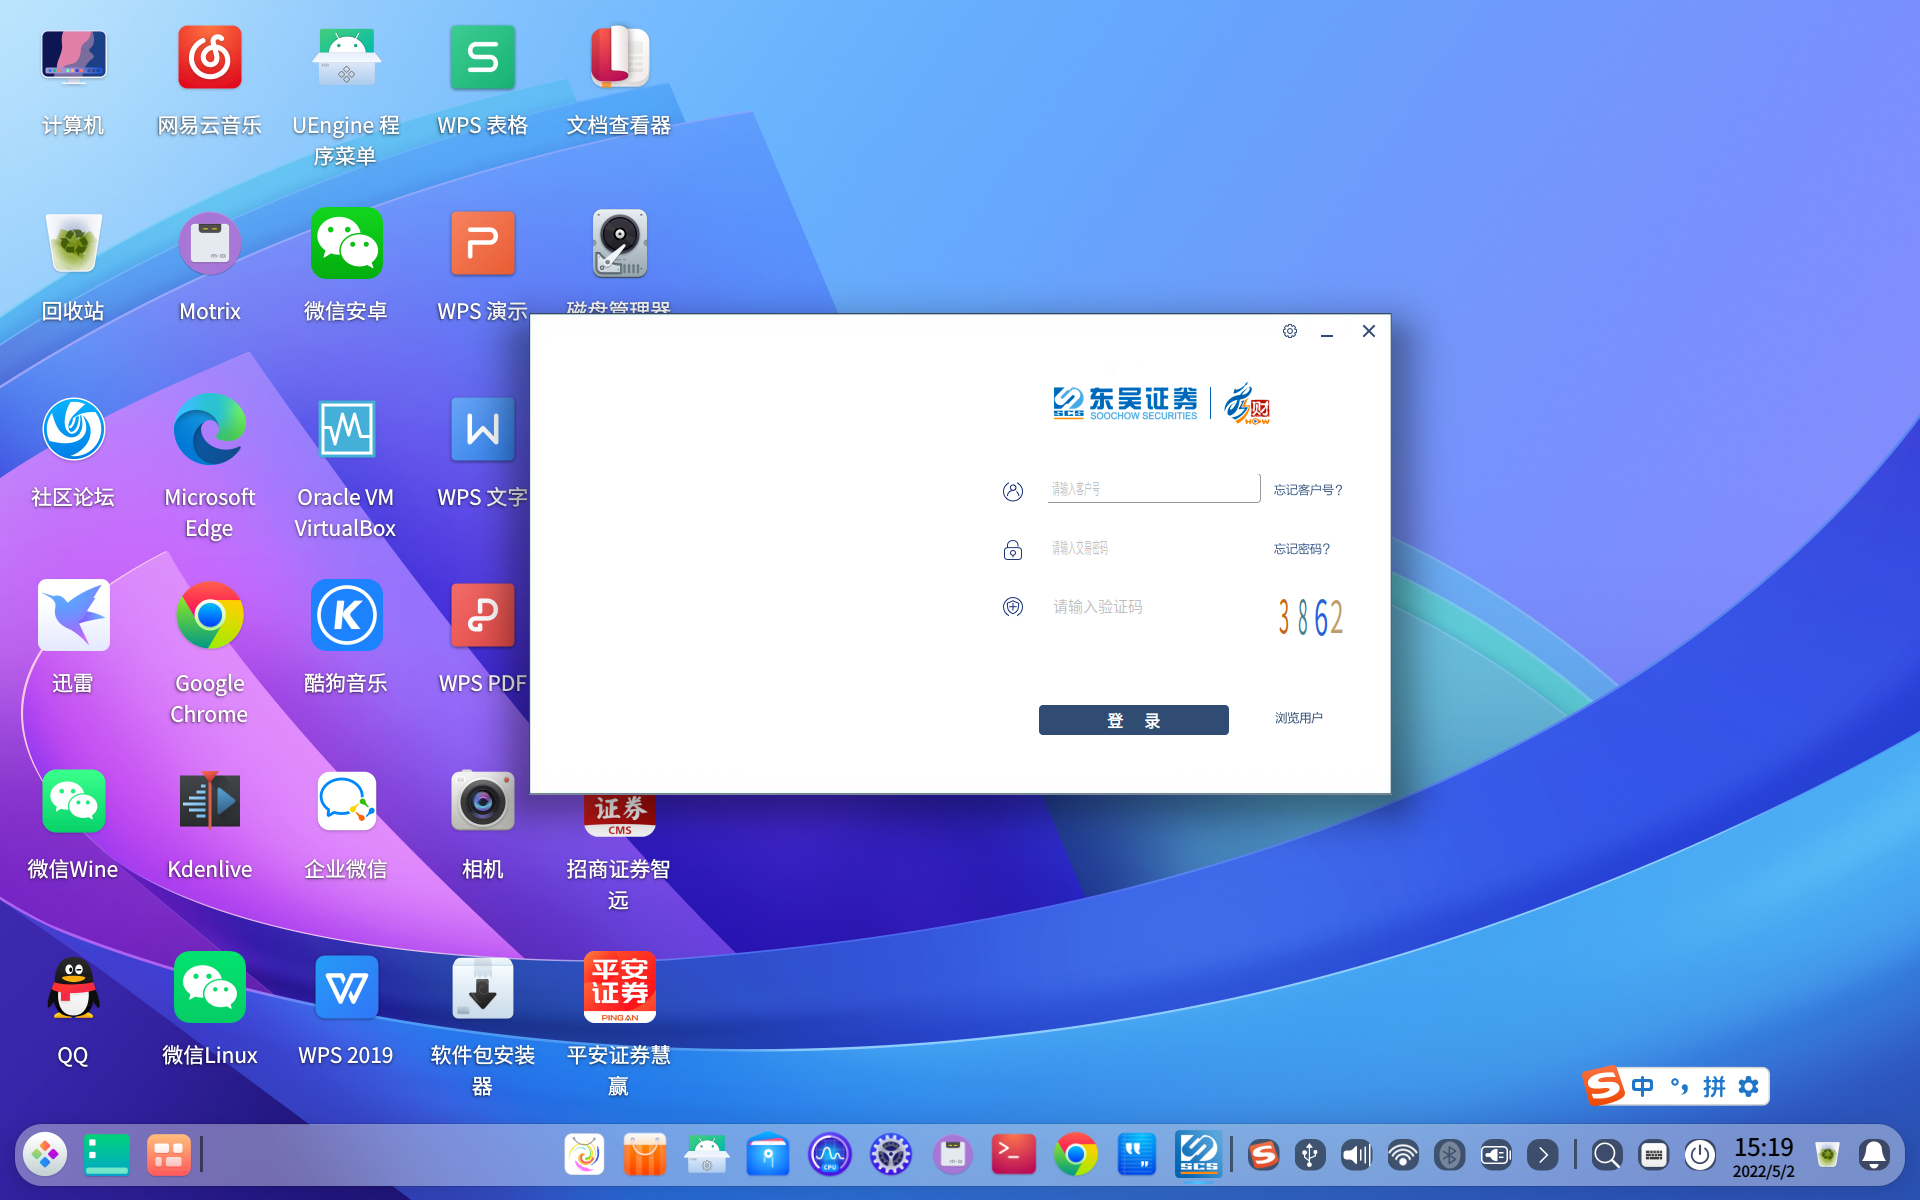 计算机
网易云音乐
UEngine 程
序菜单
WPS 表格
文档查看器
回收站
Motrix
微信安卓
WPS 演示
磁盘管理器
社区论坛
Microsoft
Edge
Oracle VM
VirtualBox
WPS 文字
迅雷
Google
Chrome
酷狗音乐
WPS PDF
微信Wine
Kdenlive
企业微信
相机
证券
CMS
招商证券智
远
QQ
微信Linux
WPS 2019
软件包安装
器
平安
证券
PINGAN
平安证券慧
赢
SCS
东吴证券
SOOCHOW SECURITIES
财
HOW
请输入客户号
忘记客户号?
请输入交易密码
忘记密码?
请输入验证码
3862
登 录
浏览用户
中 °, 拼
CPU
SCS
15:19
2022/5/2